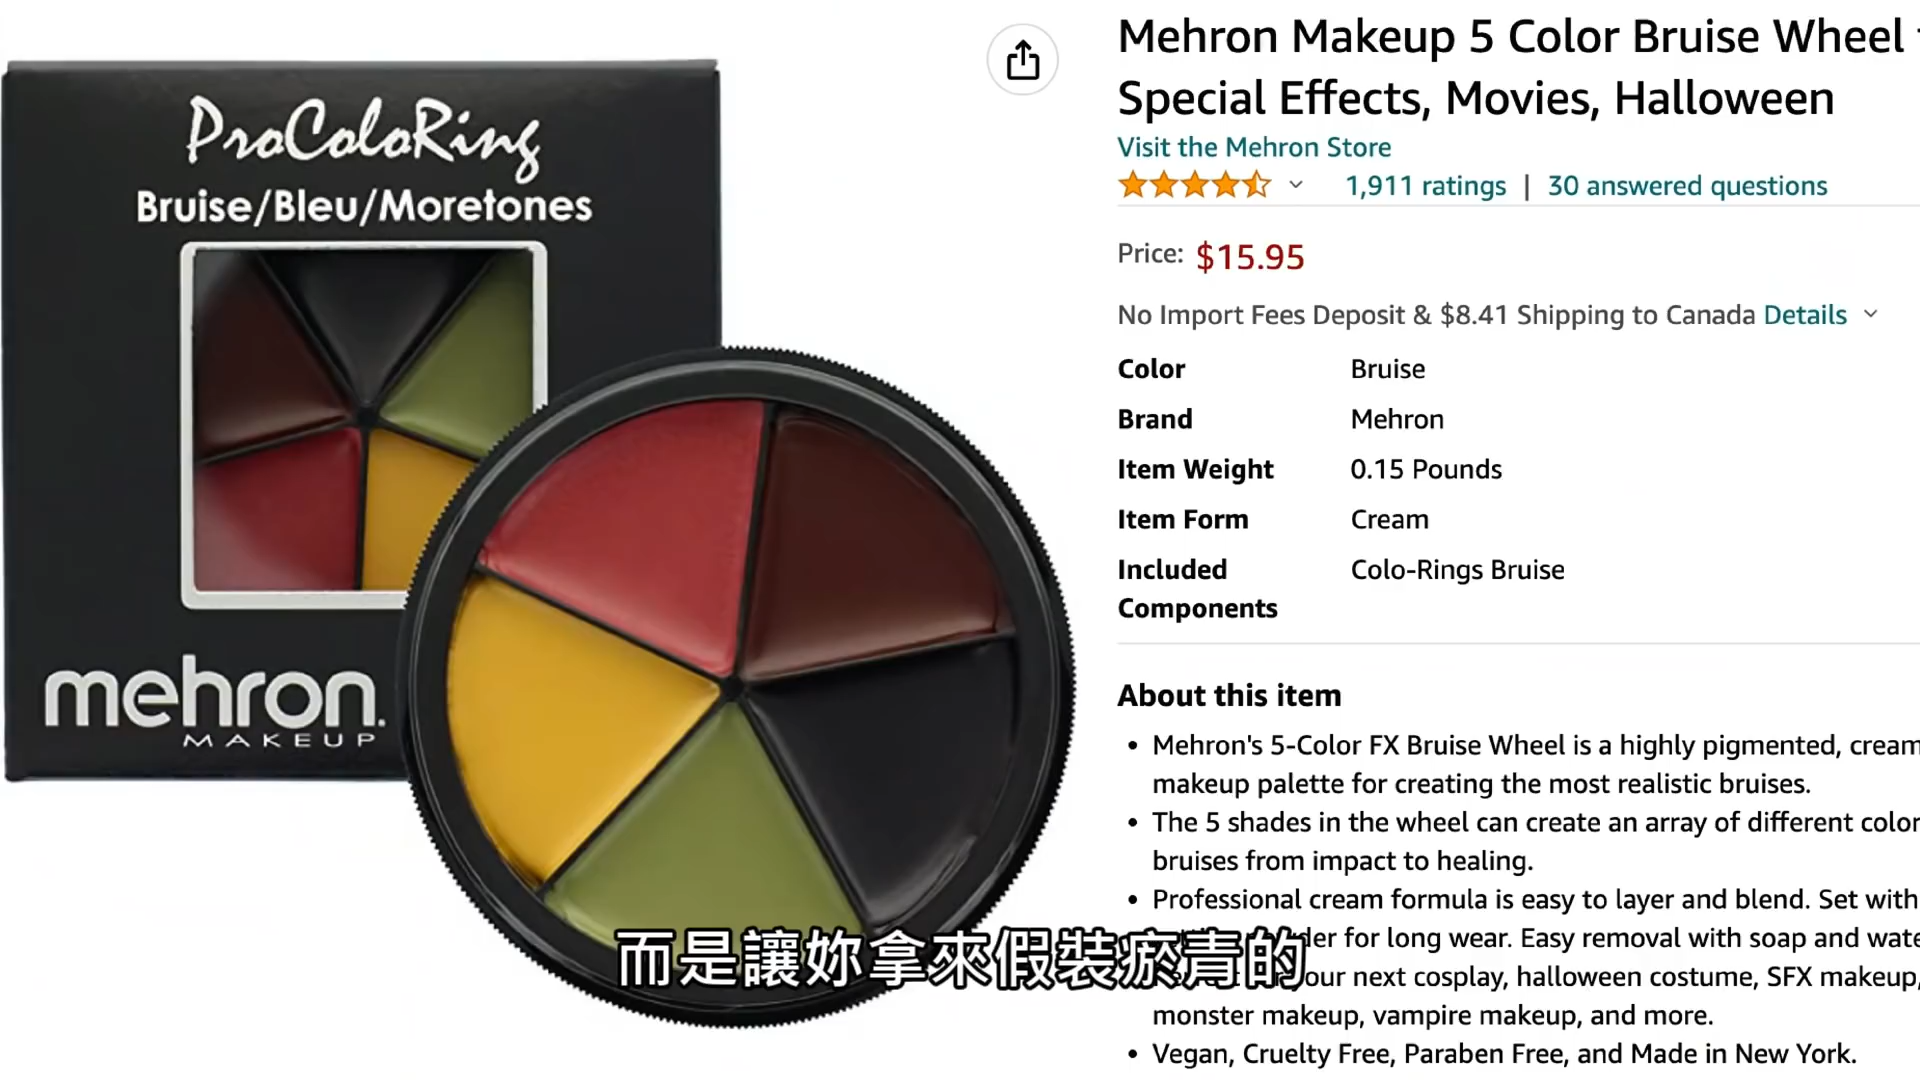 ProColoRing
Bruise/Bleu/Moretones
mehron.
MAKEUP
Mehron Makeup 5 Color Bruise Wheel
Special Effects, Movies, Halloween
Visit the Mehron Store
1,911 ratings | 30 answered questions
Price: $15.95
No Import Fees Deposit & $8.41 Shipping to Canada Details
Color Bruise
Brand Mehron
Item Weight 0.15 Pounds
Item Form Cream
Included Components Colo-Rings Bruise
About this item
• Mehron's 5-Color FX Bruise Wheel is a highly pigmented, cream
makeup palette for creating the most realistic bruises.
• The 5 shades in the wheel can create an array of different color
bruises from impact to healing.
• Professional cream formula is easy to layer and blend. Set with
for long wear. Easy removal with soap and
your next cosplay, halloween costume, SFX makeup,
monster makeup, vampire makeup, and more.
• Vegan, Cruelty Free, Paraben Free, and Made in New York.
而是讓妳拿來假裝瘀青的